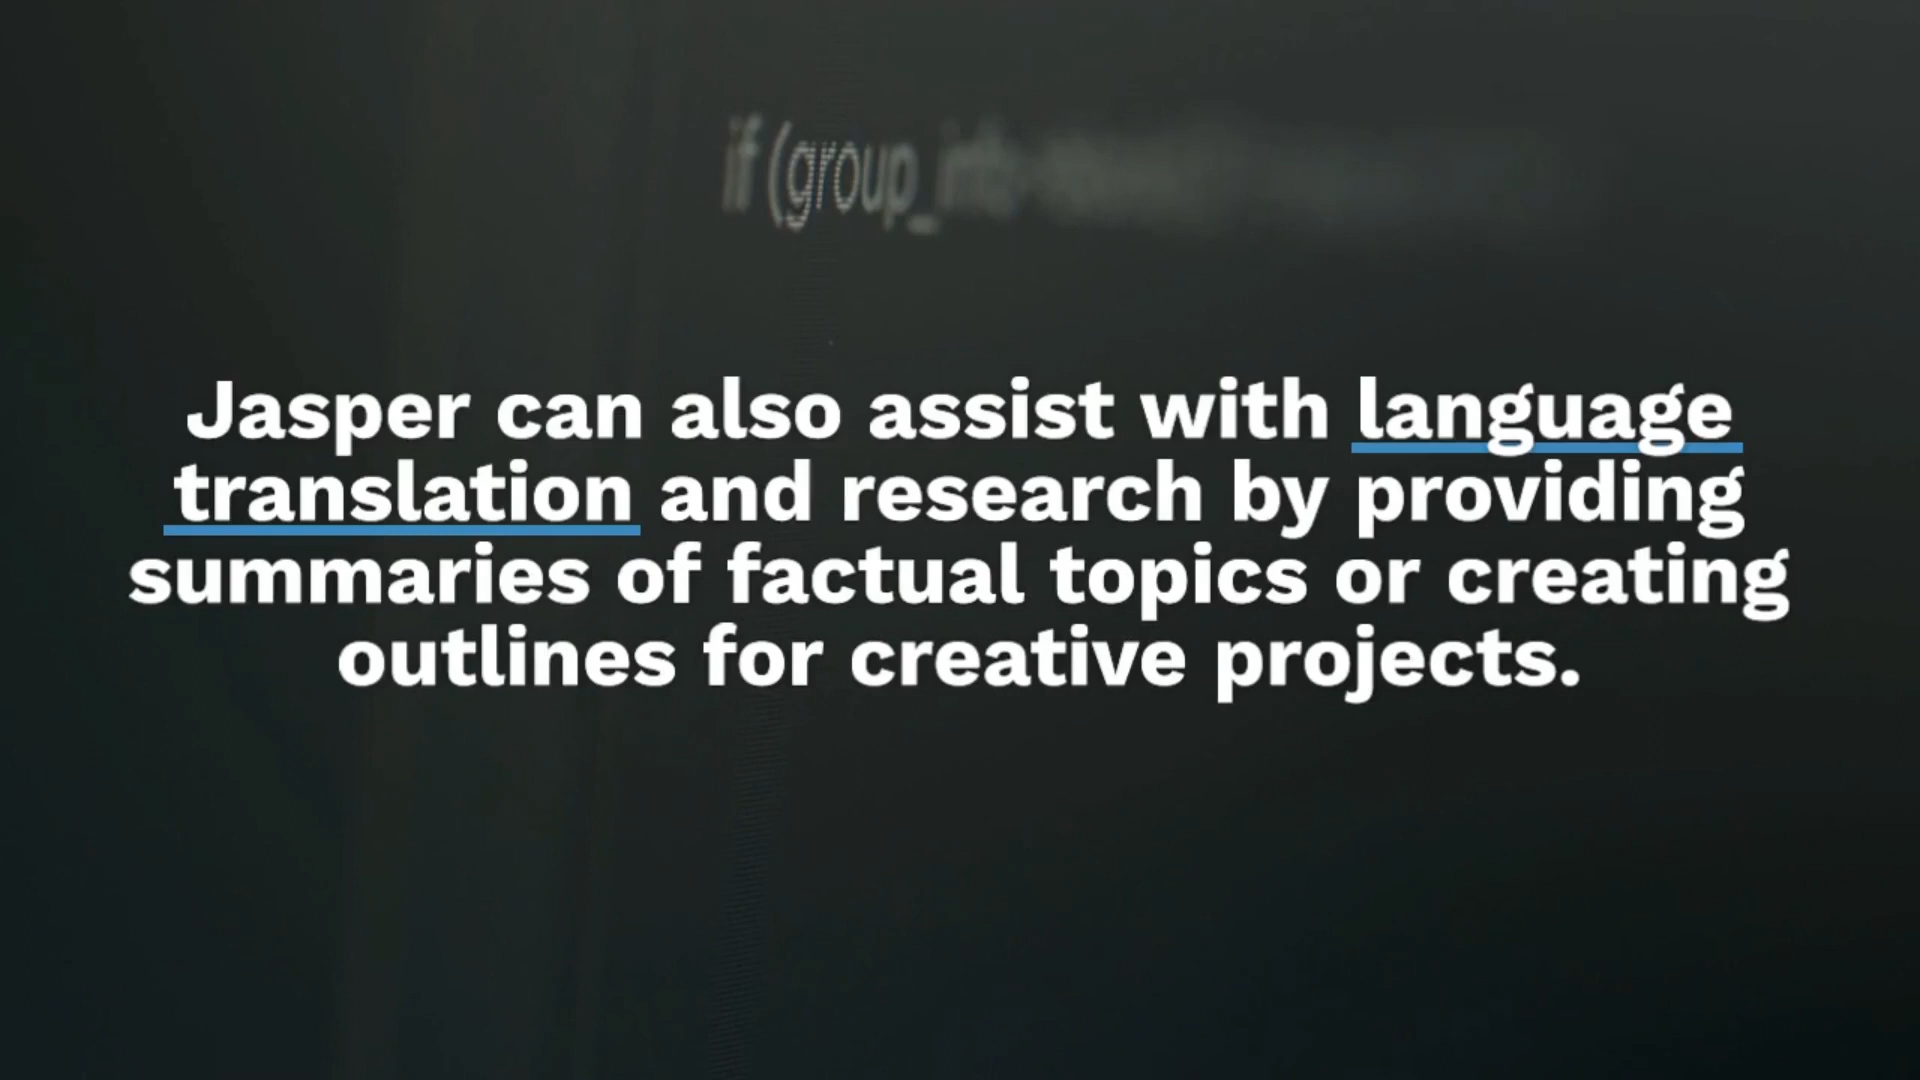 if (group_info
Jasper can also assist with language
translation and research by providing
summaries of factual topics or creating
outlines for creative projects.